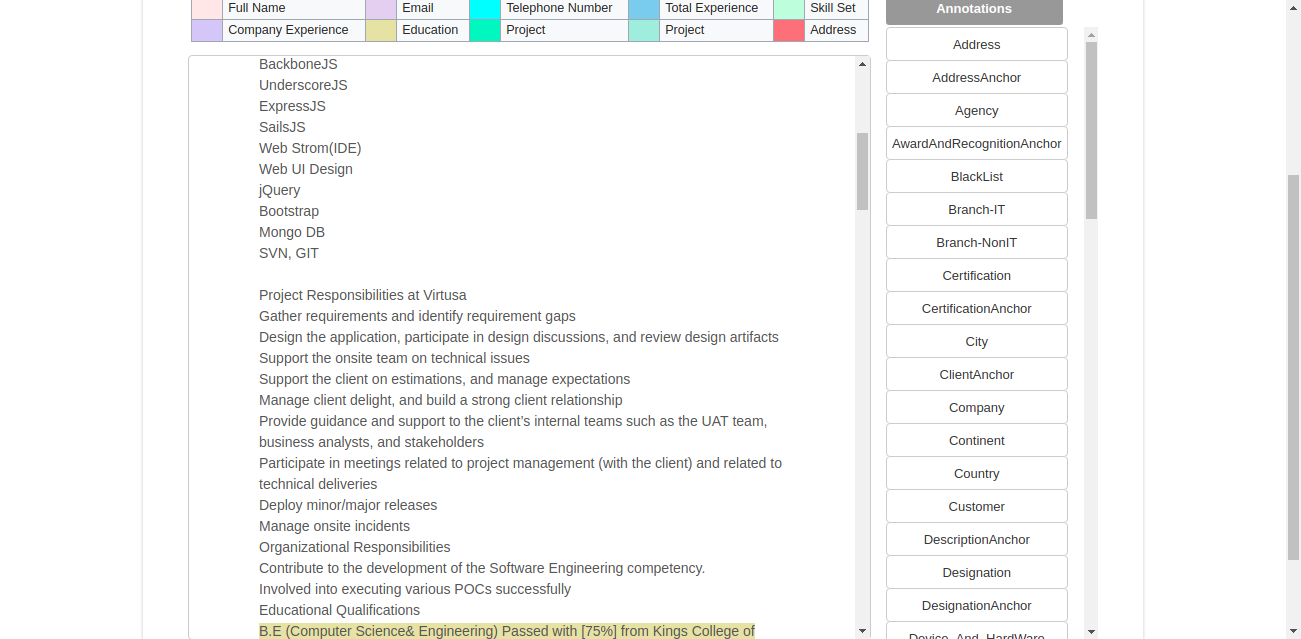 Full Name Email Telephone Number Total Experience Skill Set
Company Experience Education Project Project Address
BackboneJS
UnderscoreJS
ExpressJS
SailsJS
Web Strom(IDE)
Web UI Design
jQuery
Bootstrap
Mongo DB
SVN, GIT
Project Responsibilities at Virtusa
Gather requirements and identify requirement gaps
Design the application, participate in design discussions, and review design artifacts
Support the onsite team on technical issues
Support the client on estimations, and manage expectations
Manage client delight, and build a strong client relationship
Provide guidance and support to the client’s internal teams such as the UAT team,
business analysts, and stakeholders
Participate in meetings related to project management (with the client) and related to
technical deliveries
Deploy minor/major releases
Manage onsite incidents
Organizational Responsibilities
Contribute to the development of the Software Engineering competency.
Involved into executing various POCs successfully
Educational Qualifications
B.E (Computer Science& Engineering) Passed with [75%] from Kings College of
Annotations
Address
AddressAnchor
Agency
AwardAndRecognitionAnchor
BlackList
Branch-IT
Branch-NonIT
Certification
CertificationAnchor
City
ClientAnchor
Company
Continent
Country
Customer
DescriptionAnchor
Designation
DesignationAnchor
Device_And_HardWare